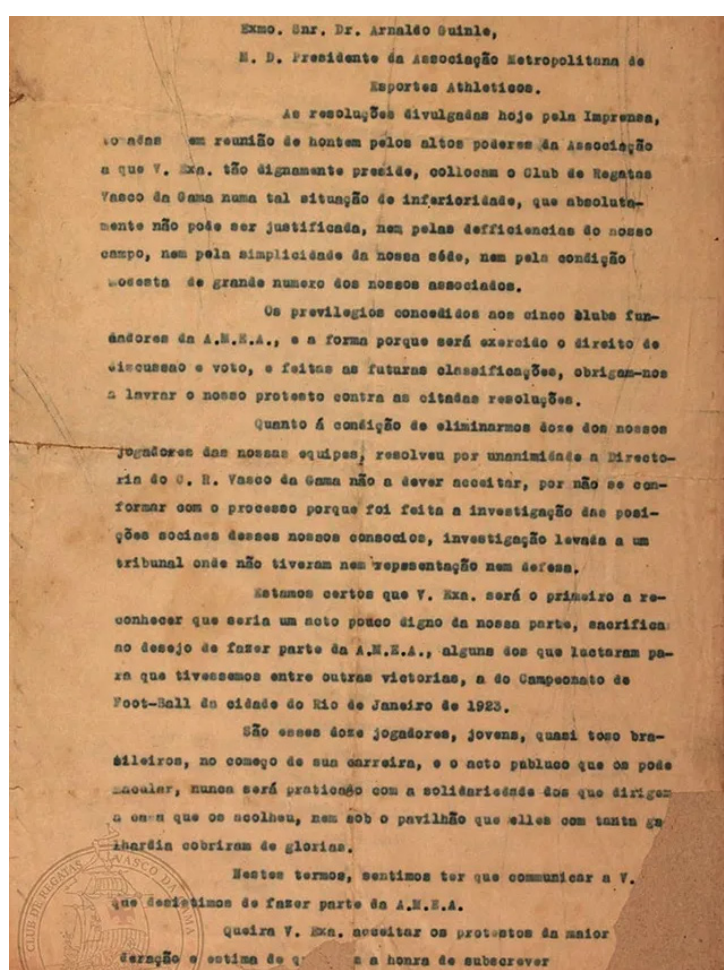 Exmo. Snr. Dr. Arnaldo Guinle,
M. D. Presidente da Associação Metropolitana de
Esportes Athleticos.
As resoluções divulgadas hoje pela Imprensa,
tomadas em reunião de hontem pelos altos poderes da Associação
a que V. Exa. tão dignamente preside, collocam o Club de Regatas
Vasco da Gama numa tal situação de inferioridade, que absoluta-
mente não pode ser justificada, nem pelas defficiencias do nosso
campo, nem pela simplicidade da nossa séde, nem pela condição
modesta de grande numero dos nossos associados.
Os previlegios concedidos aos cinco clubs fun-
dadores da A.M.E.A., e a forma porque será exercido o direito de
discussao e voto, e feitas as futuras classificações, obrigam-nos
a lavrar o nosso protesto contra as citadas resoluções.
Quanto á condição de eliminarmos doze dos nossos
jogadores das nossas equipes, resolveu por unanimidade a Directo-
ria do C. R. Vasco da Gama não a dever acceitar, por não se con-
formar com o processo porque foi feita a investigação das posi-
ções sociaes desses nossos consocios, investigação levada a um
tribunal onde não tiveram nem representação nem defesa.
Estamos certos que V. Exa. será o primeiro a re-
conhecer que seria um acto pouco digno da nossa parte, sacrifica
ao desejo de fazer parte da A.M.E.A., alguns dos que luctaram pa-
ra que tivessemos entre outras victorias, a do Campeonato de
Foot-Ball da cidade do Rio de Janeiro de 1923.
São esses doze jogadores, jovens, quasi toso bra-
sileiros, no começo de sua carreira, e o acto pabluco que os pode
macular, nunca será praticado com a solidariedade dos que dirigem
a casa que os acolheu, nem sob o pavilhão que elles com tanta ga
lhardia cobriram de glorias.
Nestes termos, sentimos ter que communicar a V.
que desistimos de fazer parte da A.M.E.A.
Queira V. Exa. acceitar os protestos da maior
deração e estima de a honra de subscrever
CLUB DE REGATAS VASCO DA GAMA